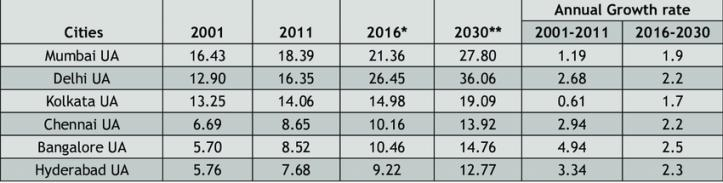 Annual Growth rate
Cities 2001 2011 2016* 2030** 2001-2011 2016-2030
Mumbai UA 16.43 18.39 21.36 27.80 1.19 1.9
Delhi UA 12.90 16.35 26.45 36.06 2.68 2.2
Kolkata UA 13.25 14.06 14.98 19.09 0.61 1.7
Chennai UA 6.69 8.65 10.16 13.92 2.94 2.2
Bangalore UA 5.70 8.52 10.46 14.76 4.94 2.5
Hyderabad UA 5.76 7.68 9.22 12.77 3.34 2.3